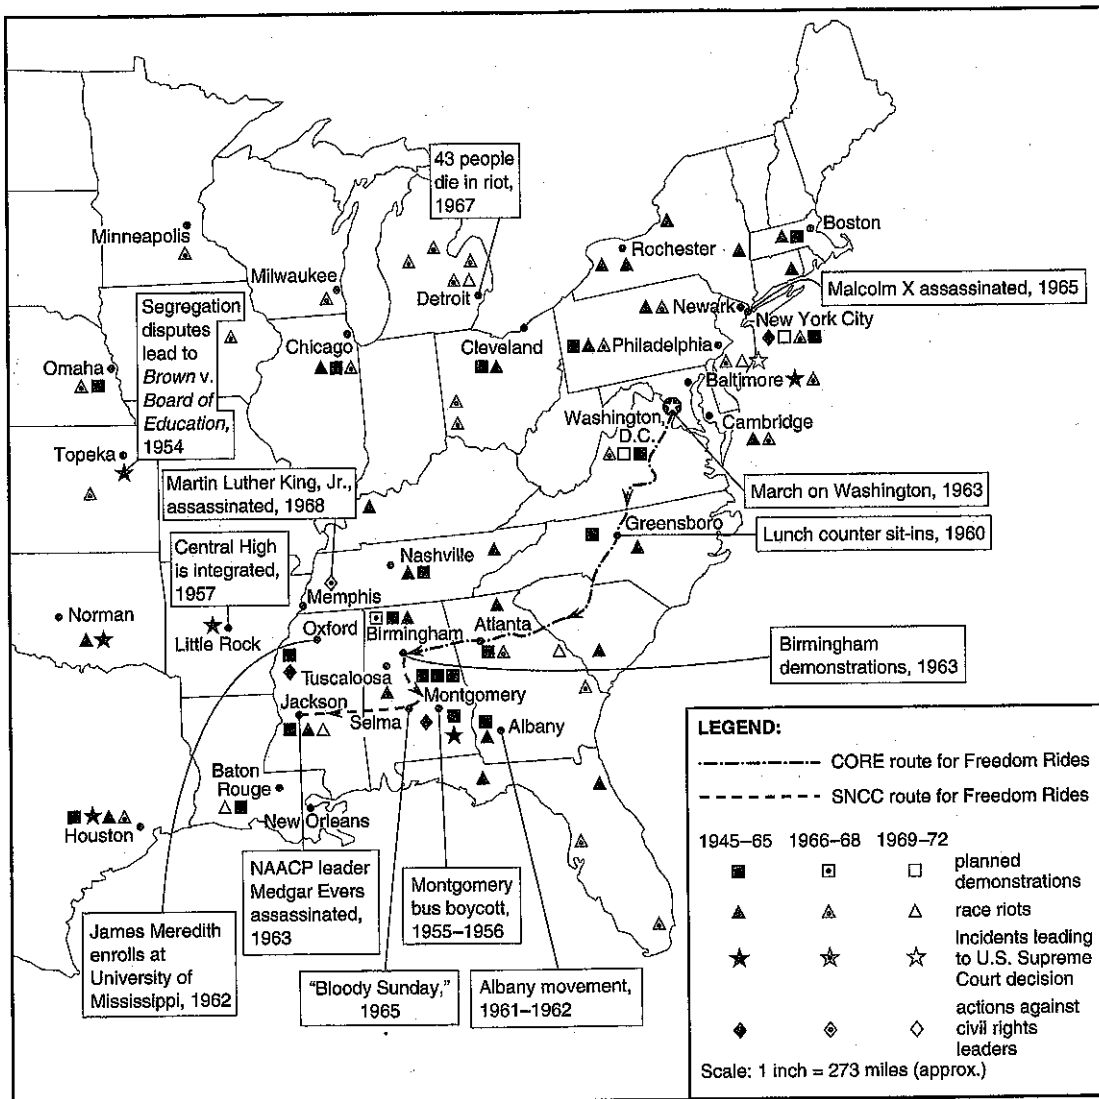 43 people
die in riot,
1967
Minneapolis
Rochester
Boston
Milwaukee
Detroit
Newark
Malcolm X assassinated, 1965
New York City
Segregation
disputes
lead to
Brown v.
Board of
Education,
1954
Omaha
Chicago
Cleveland
Philadelphia
Baltimore
Washington,
D.C.
Cambridge
Topeka
Martin Luther King, Jr.,
assassinated, 1968
March on Washington, 1963
Greensboro
Lunch counter sit-ins, 1960
Central High
is integrated,
1957
Nashville
Memphis
Norman
Little Rock
Oxford
Birmingham
Atlanta
Birmingham
demonstrations, 1963
Tuscaloosa
Jackson
Selma
Montgomery
Albany
Baton
Rouge
New Orleans
Houston
James Meredith
enrolls at
University of
Mississippi, 1962
NAACP leader
Medgar Evers
assassinated,
1963
Montgomery
bus boycott,
1955–1956
"Bloody Sunday,"
1965
Albany movement,
1961–1962
LEGEND:
CORE route for Freedom Rides
SNCC route for Freedom Rides
1945–65 1966–68 1969–72
planned
demonstrations
race riots
Incidents leading
to U.S. Supreme
Court decision
actions against
civil rights
leaders
Scale: 1 inch = 273 miles (approx.)